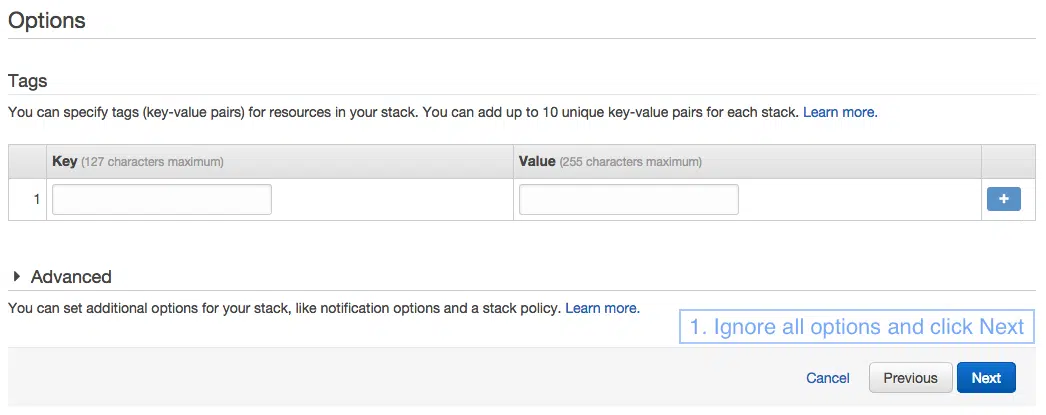 Options
Tags
You can specify tags (key-value pairs) for resources in your stack. You can add up to 10 unique key-value pairs for each stack. Learn more.
Key (127 characters maximum) Value (255 characters maximum)
1 +
Advanced
You can set additional options for your stack, like notification options and a stack policy. Learn more.
1. Ignore all options and click Next
Cancel Previous Next